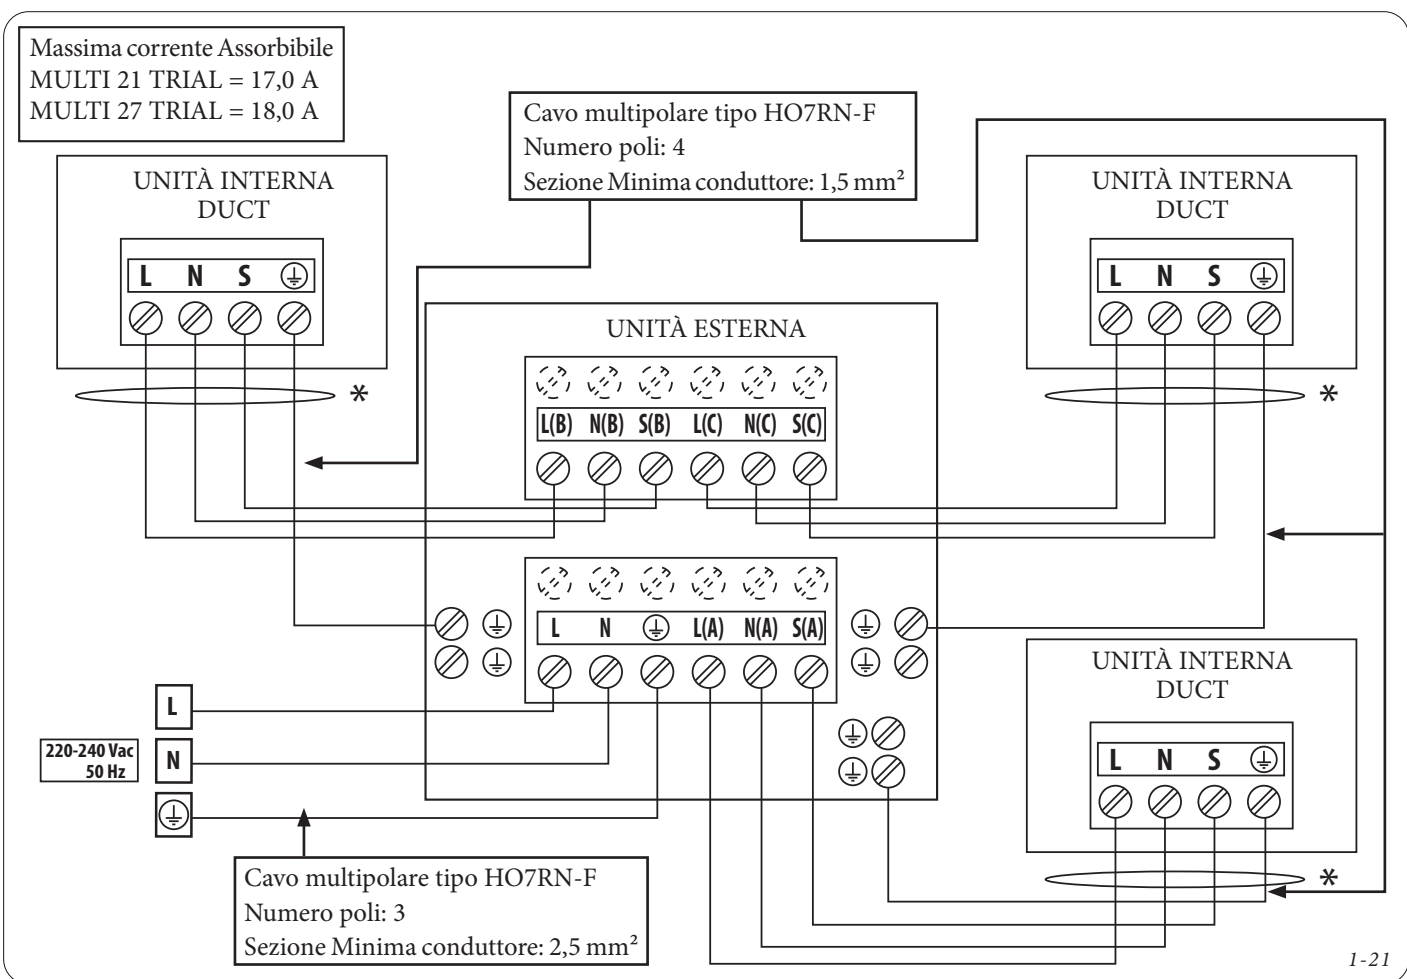 Massima corrente Assorbibile
MULTI 21 TRIAL = 17,0 A
MULTI 27 TRIAL = 18,0 A
Cavo multipolare tipo HO7RN-F
Numero poli: 4
Sezione Minima conduttore: 1,5 mm²
UNITÀ INTERNA
DUCT
L N S
*
UNITÀ INTERNA
DUCT
L N S
*
UNITÀ ESTERNA
L(B) N(B) S(B) L(C) N(C) S(C)
L N L(A) N(A) S(A)
UNITÀ INTERNA
DUCT
L N S
*
L
220-240 Vac
50 Hz
N
Cavo multipolare tipo HO7RN-F
Numero poli: 3
Sezione Minima conduttore: 2,5 mm²
1-21